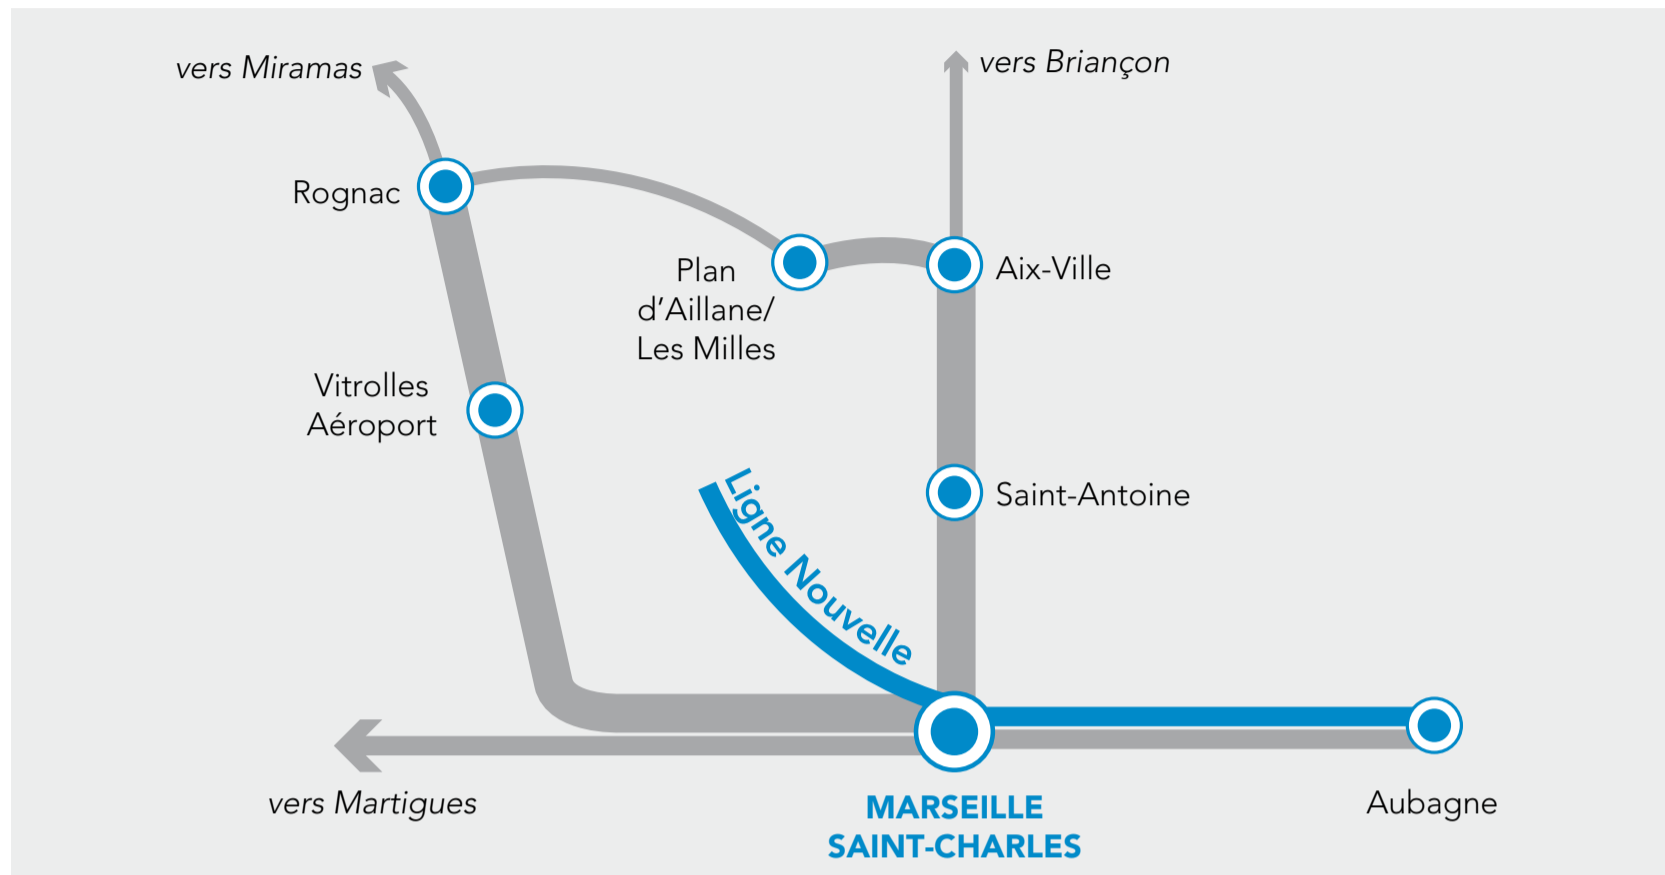 vers Miramas
vers Briançon
Rognac
Plan
d’Aillane/
Les Milles
Aix-Ville
Vitrolles
Aéroport
Saint-Antoine
Ligne Nouvelle
vers Martigues
MARSEILLE
SAINT-CHARLES
Aubagne